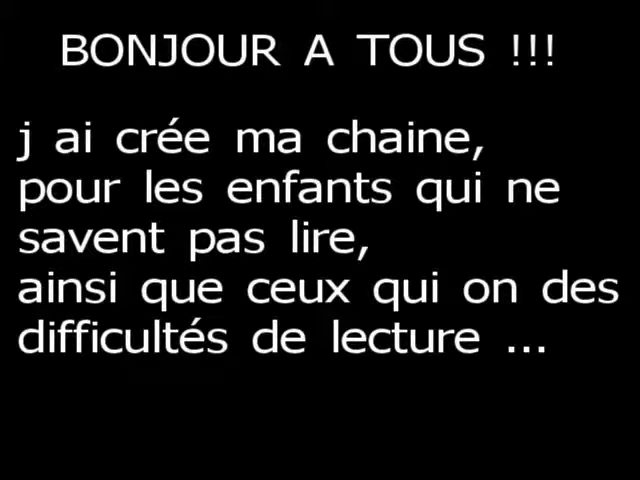 BONJOUR A TOUS !!!
j ai crée ma chaine,
pour les enfants qui ne
savent pas lire,
ainsi que ceux qui on des
difficultés de lecture ...